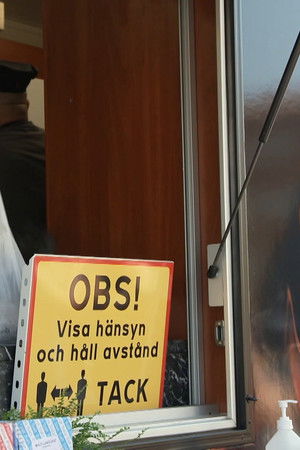 OBS!
Visa hänsyn
och håll avstånd
TACK